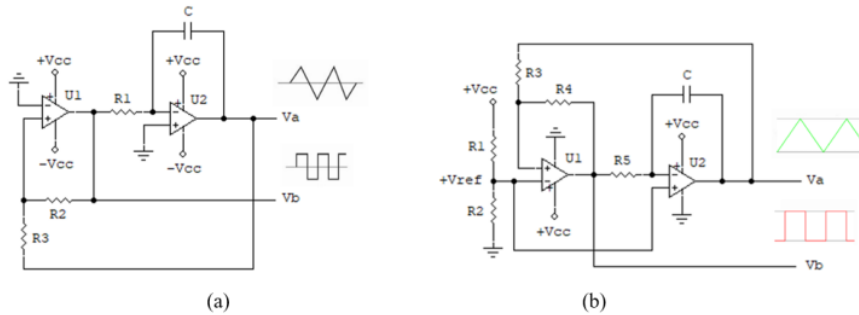 C
+Vcc
+Vcc
U1
R1
U2
Va
-Vcc
-Vcc
R2
Vb
R3
(a)
R3
+Vcc
R4
C
R1
+Vcc
U1
R5
U2
+Vref
Va
R2
+Vcc
Vb
(b)